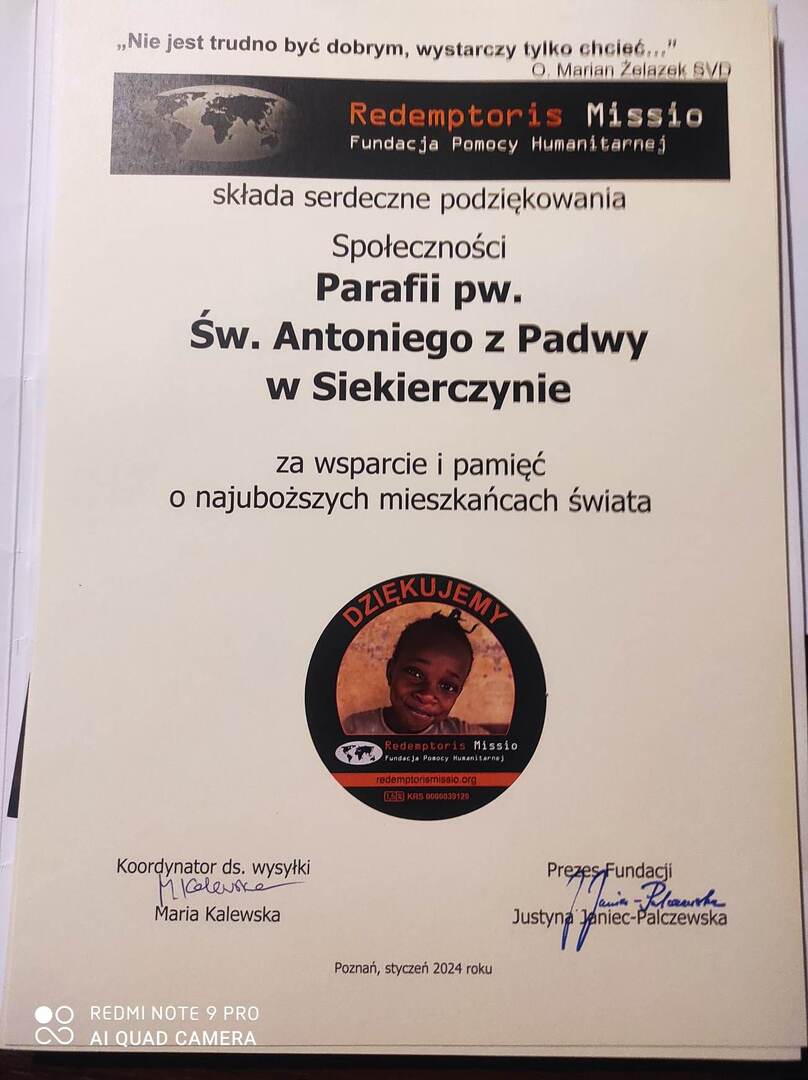 „Nie jest trudno być dobrym, wystarczy tylko chcieć...”
O. Marian Żelazek SVD
Redemptoris Missio
Fundacja Pomocy Humanitarnej
składa serdeczne podziękowania
Społeczności
Parafii pw.
Św. Antoniego z Padwy
w Siekierczynie
za wsparcie i pamięć
o najuboższych mieszkańcach świata
DZIĘKUJEMY
Redemptoris Missio
Fundacja Pomocy Humanitarnej
redemptorismissio.org
KRS 0000039129
Koordynator ds. wysyłki
MKalewska
Maria Kalewska
Prezes Fundacji
J Janiec-Palczewska
Justyna Janiec-Palczewska
Poznań, styczeń 2024 roku
REDMI NOTE 9 PRO
AI QUAD CAMERA